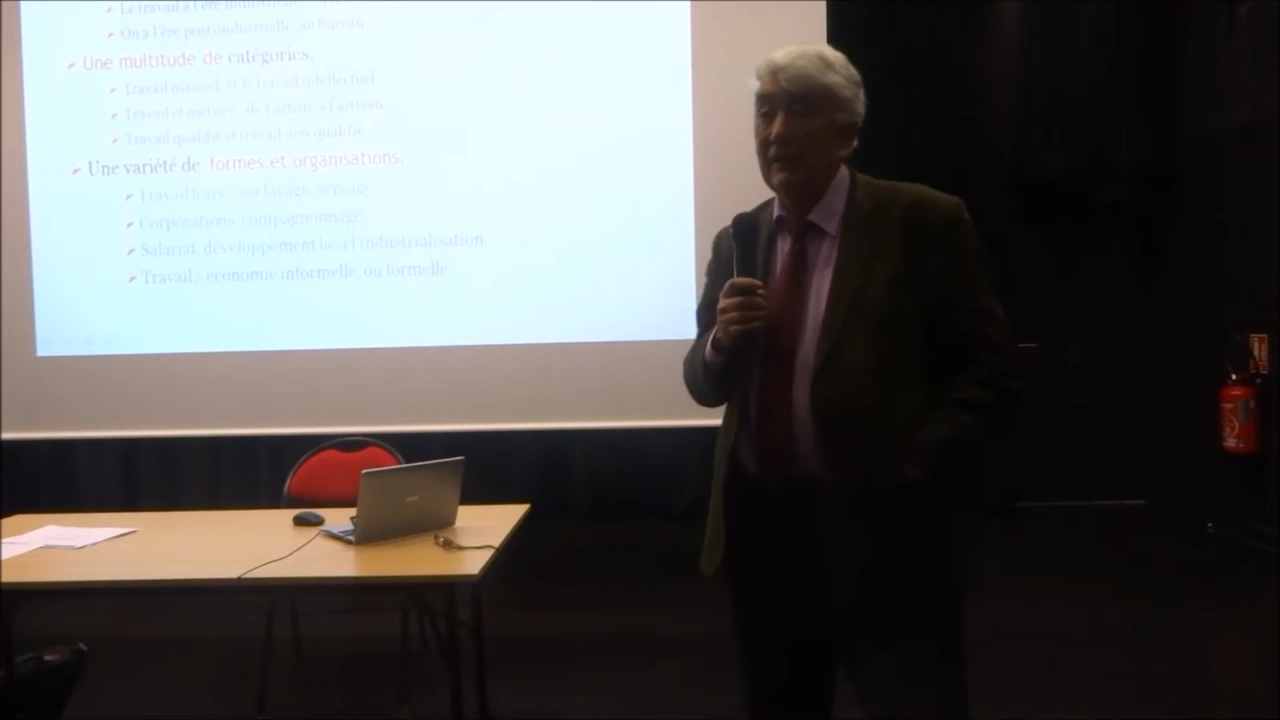 Le travail à l'ère industrielle
On à l'ère post-industrielle, au bureau
Une multitude de catégories.
Travail manuel, et le travail intellectuel
Travail et métiers, de l'artiste à l'artisan
Travail qualifié et travail non qualifié
Une variété de formes et organisations.
Travail forcé, esclavage, servage
Corporations, compagnonnage
Salariat, développement lié à l'industrialisation
Travail / économie informelle, ou formelle